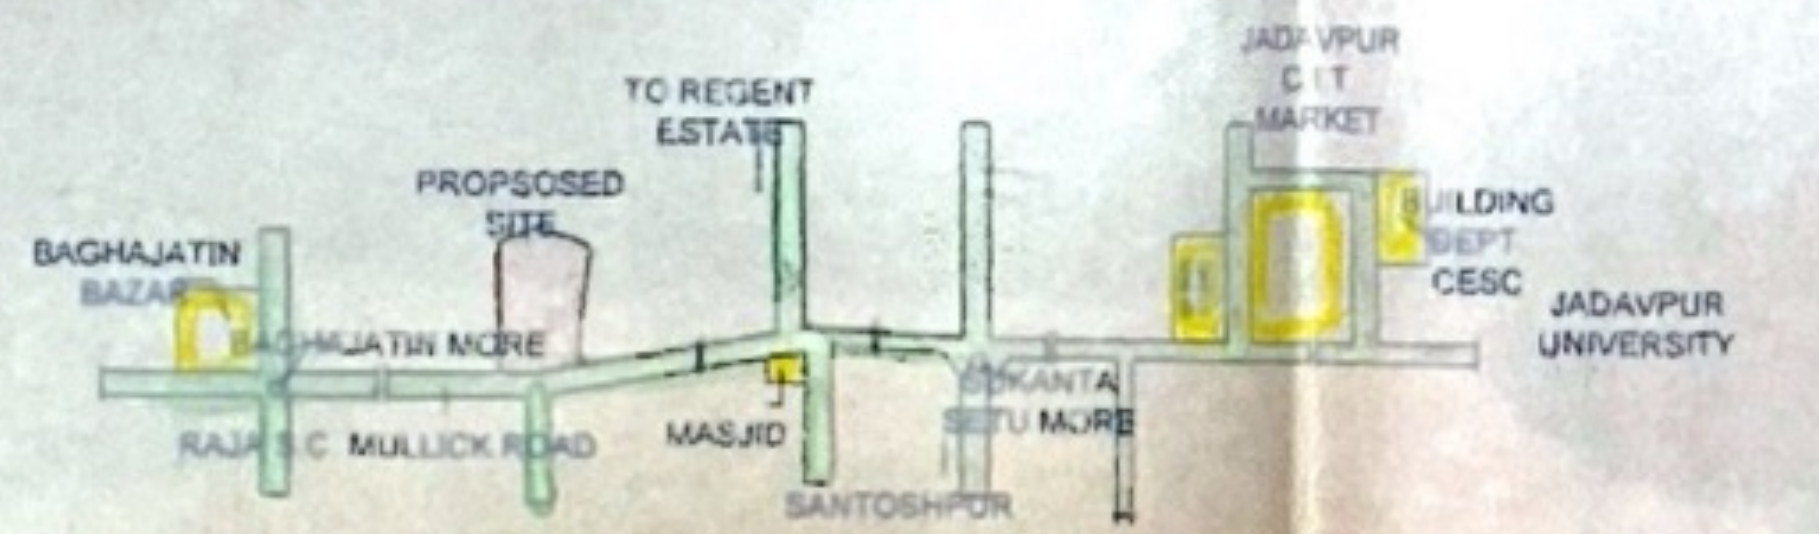 JADAVPUR
C I T
MARKET
TO REGENT
ESTATE
PROPSOSED
SITE
BUILDING
DEPT
CESC
BAGHAJATIN
BAZAR
JADAVPUR
UNIVERSITY
BAGHAJATIN MORE
SUKANTA
SETU MORE
RAJA S.C MULLICK ROAD
MASJID
SANTOSHPUR